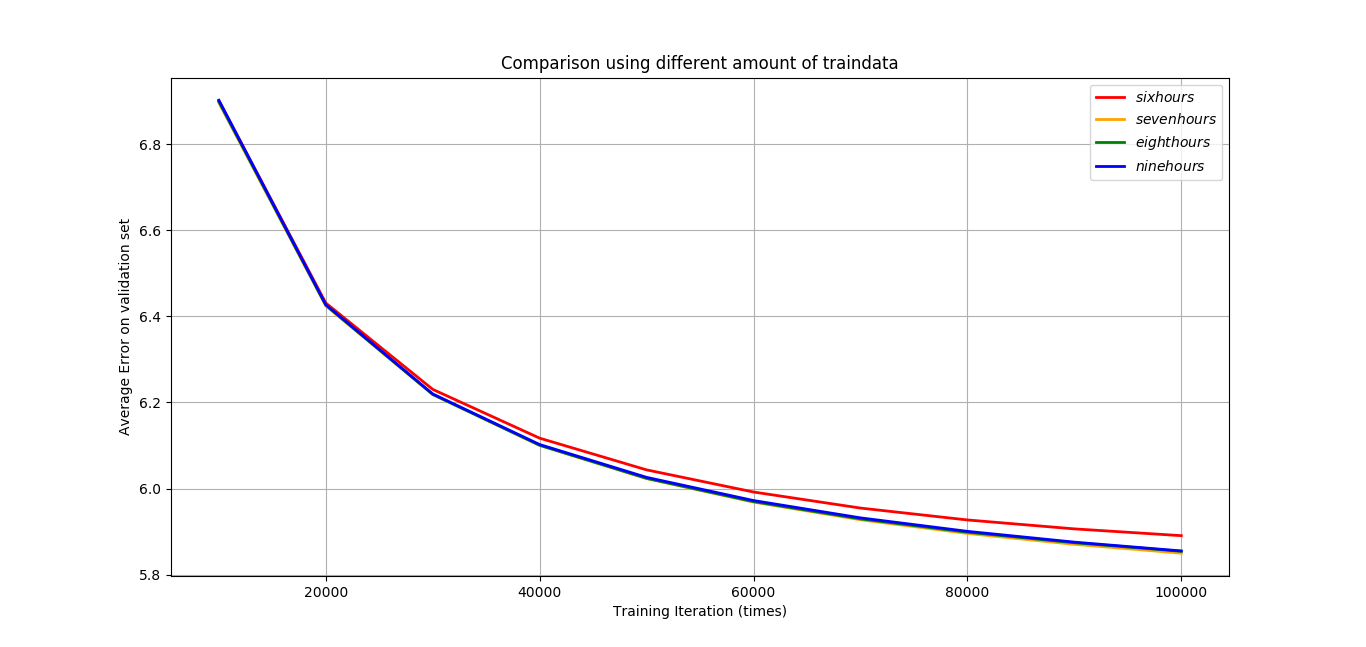 Comparison using different amount of traindata
sixhours
sevenhours
eighthours
ninehours
Average Error on validation set
6.8
6.6
6.4
6.2
6.0
5.8
20000
40000
60000
80000
100000
Training Iteration (times)